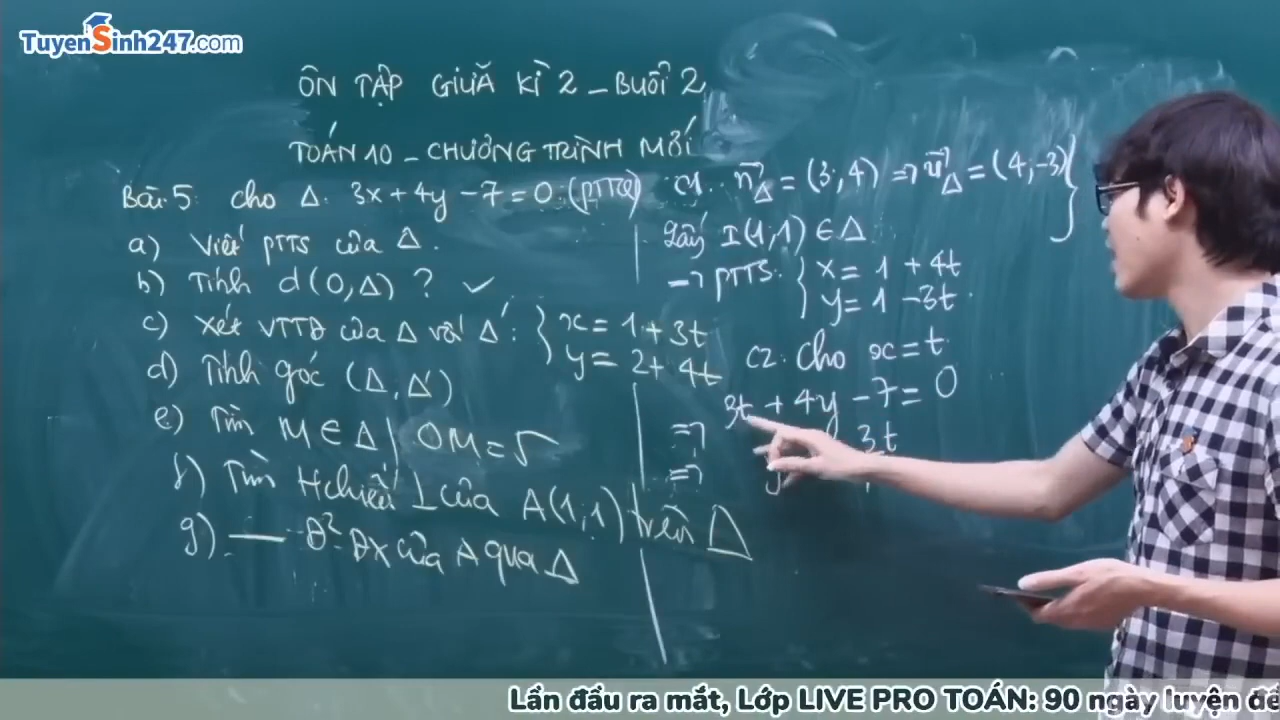 TuyenSinh247.com
ÔN TẬP GIỮA KÌ 2 - BUỔI 2
TOÁN 10 - CHƯƠNG TRÌNH MỚI
Bài 5: cho Δ: 3x + 4y - 7 = 0 (PTTQ)
a) Viết PTTS của Δ.
b) Tính d(O,Δ) ? ✓
c) Xét VTTĐ của Δ với Δ': { x = 1 + 3t
y = 2 + 4t
d) Tính góc (Δ,Δ')
e) Tìm M ∈ Δ | OM = 5
f) Tìm H chiếu ⊥ của A(1,1) trên Δ
g) — Đ² ĐX của A qua Δ
C1: n⃗Δ = (3,4) => u⃗Δ = (4,-3) }
Lấy I(1,1) ∈ Δ
=> PTTS: { x = 1 + 4t
y = 1 - 3t
C2: Cho x = t
3t + 4y - 7 = 0
=> 3t
=> y
Lần đầu ra mắt, Lớp LIVE PRO TOÁN: 90 ngày luyện đề